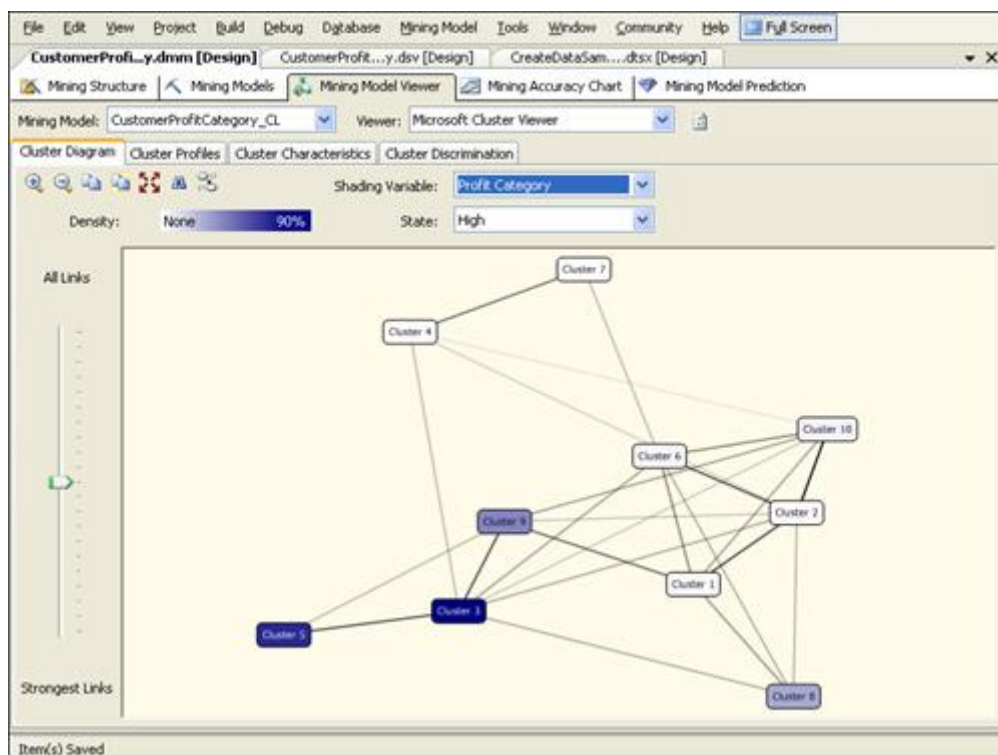 File Edit View Project Build Debug Database Mining Model Tools Window Community Help Full Screen
CustomerProfi...y.dmm [Design] CustomerProfit...y.dsv [Design] CreateDataSam....dtsx [Design]
Mining Structure Mining Models Mining Model Viewer Mining Accuracy Chart Mining Model Prediction
Mining Model: CustomerProfitCategory_CL Viewer: Microsoft Cluster Viewer
Cluster Diagram Cluster Profiles Cluster Characteristics Cluster Discrimination
Shading Variable: Profit Category
Density: None 90% State: High
All Links
Cluster 7
Cluster 4
Cluster 10
Cluster 6
Cluster 2
Cluster 9
Cluster 1
Cluster 3
Cluster 5
Strongest Links
Cluster 8
Item(s) Saved